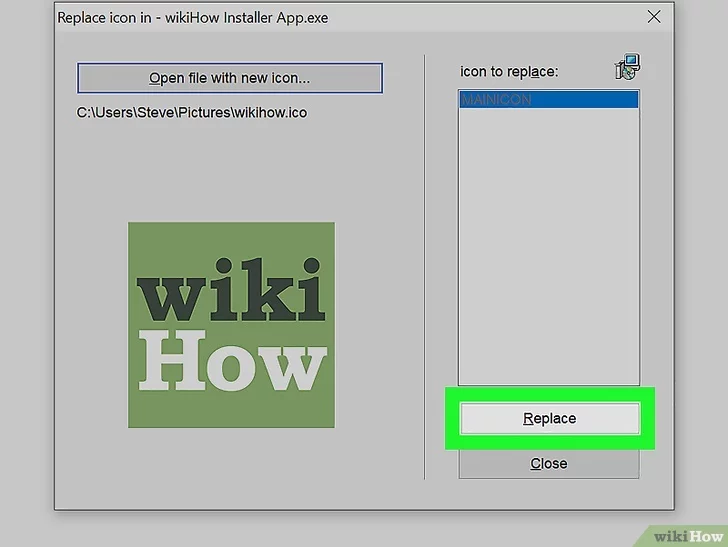 Replace icon in - wikiHow Installer App.exe
Open file with new icon...
C:\Users\Steve\Pictures\wikihow.ico
wiki
How
icon to replace:
MAINICON
Replace
Close
wikiHow